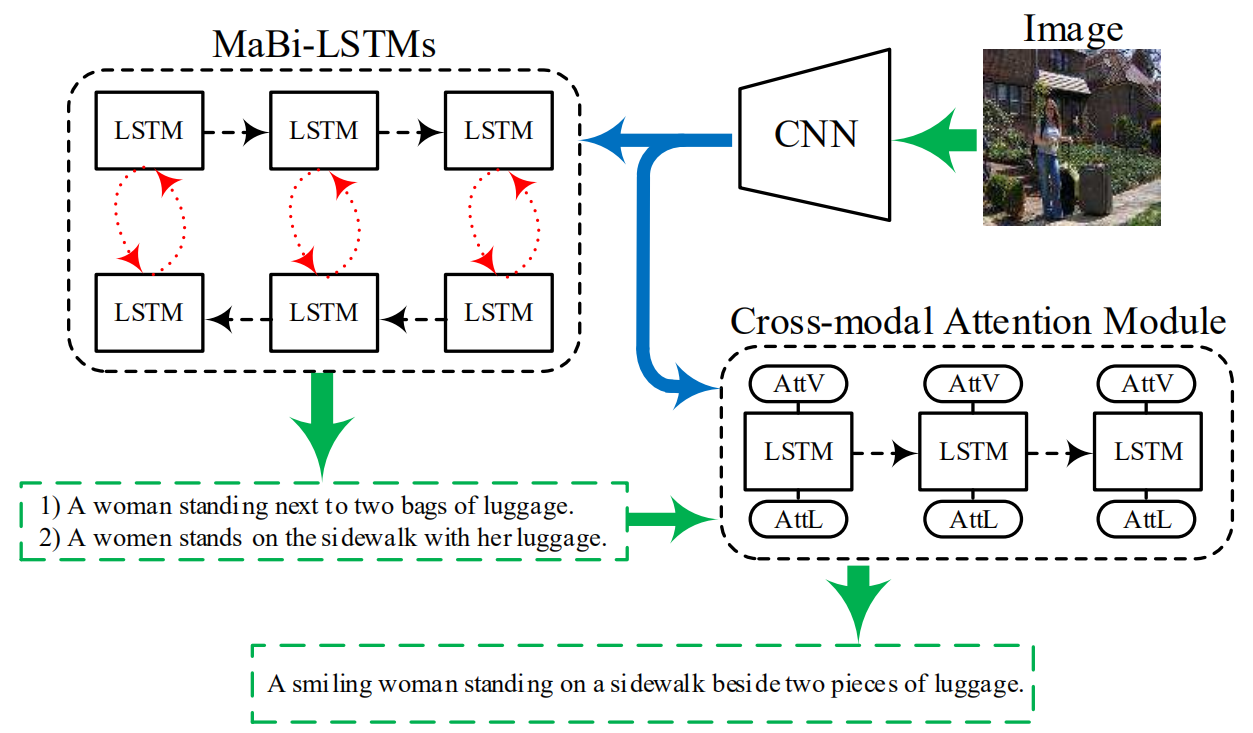 MaBi-LSTMs
Image
LSTM LSTM LSTM
CNN
LSTM LSTM LSTM
Cross-modal Attention Module
AttV AttV AttV
LSTM LSTM LSTM
AttL AttL AttL
1) A woman standing next to two bags of luggage.
2) A women stands on the sidewalk with her luggage.
A smiling woman standing on a sidewalk beside two pieces of luggage.